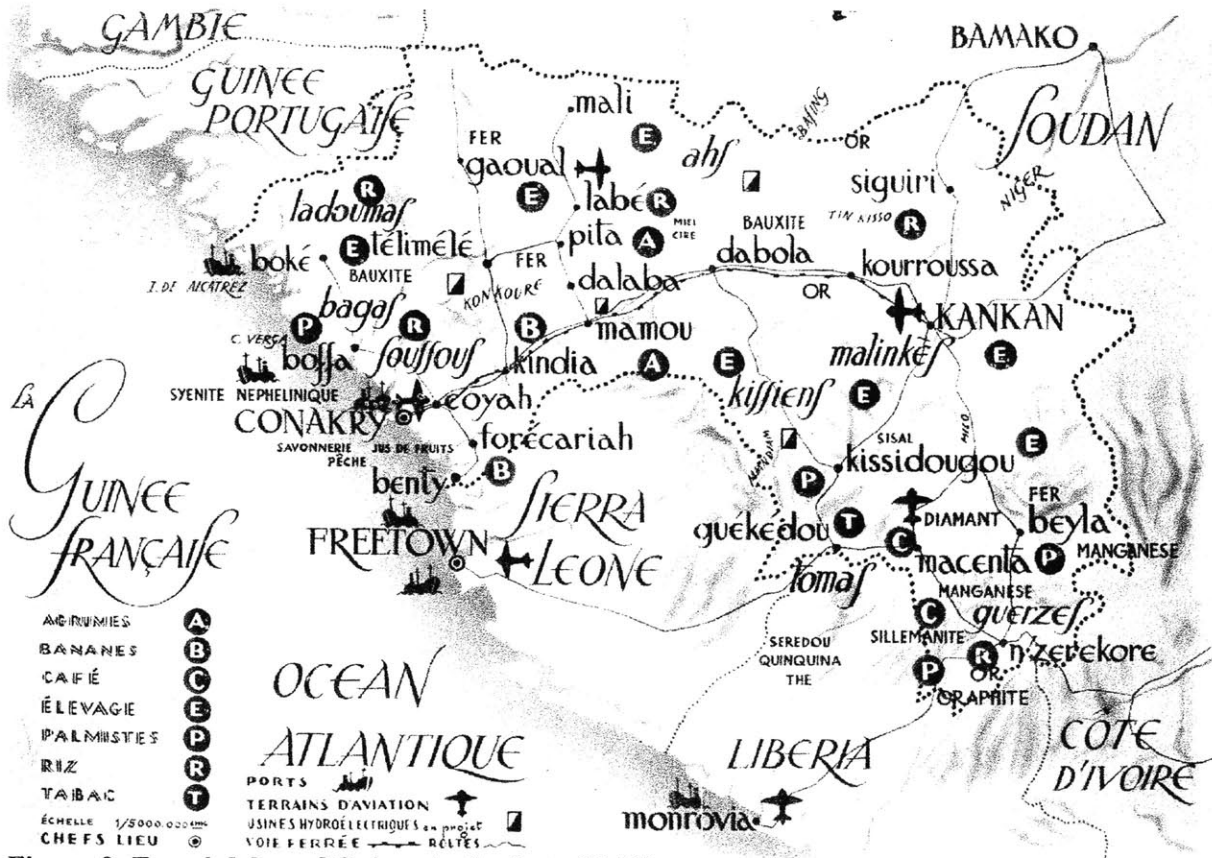 GAMBIE
GUINEE
PORTUGAISE
BAMAKO
SOUDAN
mali
E
BAFING
OR
FER
gaoual
E
ahs
siguiri
NIGER
R
ladoumas
labé R
MIEL
CIRE
BAUXITE
TINKISSO
R
E
télimélé
pita A
dabola
boké
BAUXITE
FER
kourroussa
I. DE ALCATREZ
KONKOURE
dalaba
OR
bagas
P
R
B
mamou
KANKAN
C. VERGA
boffa
soussous
kindia
A
E
malinkés
E
SYENITE NEPHELINIQUE
kissiens
E
CONAKRY
coyah
SAVONNERIE JUS DE FRUITS
PÊCHE
forécariah
SISAL
MILO
E
benty
B
kissidougou
P
SIERRA
LEONE
FER
beyla
FREETOWN
guékédou T
DIAMANT
C
macenta
P
MANGANESE
tomas
MANGANESE
C
guerzes
SILLEMANITE
SEREDOU
QUINQUINA
THE
R
n'zerekore
P
OR
GRAPHITE
LIBERIA
CÔTE
D'IVOIRE
monrovia
OCEAN
ATLANTIQUE
LÀ
GUINEE
FRANÇAISE
AGRUMES A
BANANES B
CAFÉ C
ÉLEVAGE E
PALMISTES P
RIZ R
TABAC T
ÉCHELLE 1/5000.000ème
CHEFS LIEU
PORTS
TERRAINS D'AVIATION
USINES HYDROÉLECTRIQUES en projet
VOIE FERRÉE ROUTES